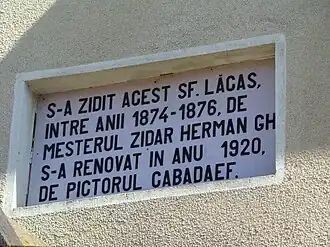 S-A ZIDIT ACEST SF. LĂCAS,
INTRE ANII 1874-1876, DE
MESTERUL ZIDAR HERMAN GH
S-A RENOVAT IN ANU 1920,
DE PICTORUL CABADAEF.